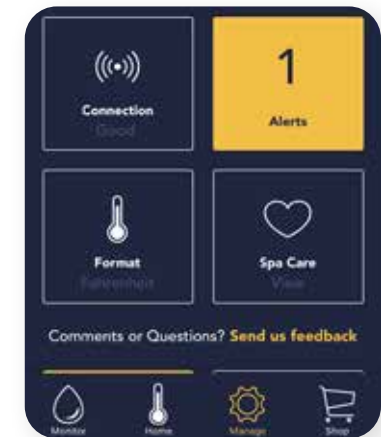 1
Connection
Good
Alerts
Format
Fahrenheit
Spa Care
View
Comments or Questions? Send us feedback
Monitor
Home
Manage
Shop